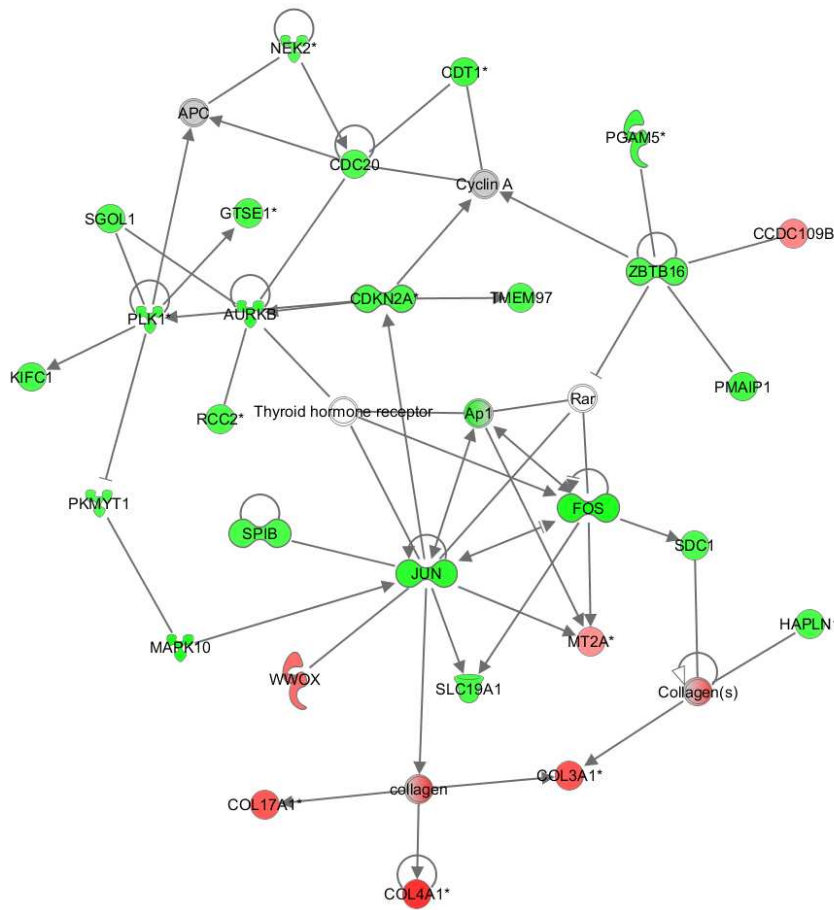 NEK2*
CDT1*
APC
PGAM5*
CDC20
Cyclin A
SGOL1
GTSE1*
CCDC109B
ZBTB16
PLK1*
AURKB
CDKN2A*
TMEM97
KIFC1
PMAIP1
RCC2*
Thyroid hormone receptor
Ap1
Rar
PKMYT1
SPIB
FOS
SDC1
JUN
HAPLN1
MAPK10
WWOX
SLC19A1
MT2A*
Collagen(s)
collagen
COL3A1*
COL17A1*
COL4A1*